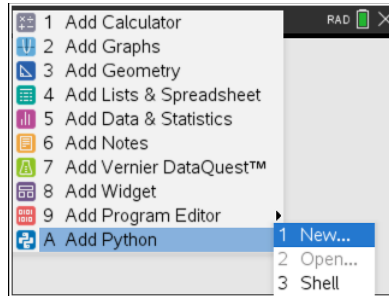 RAD
1 Add Calculator
2 Add Graphs
3 Add Geometry
4 Add Lists & Spreadsheet
5 Add Data & Statistics
6 Add Notes
7 Add Vernier DataQuest™
8 Add Widget
9 Add Program Editor
A Add Python
1 New...
2 Open...
3 Shell